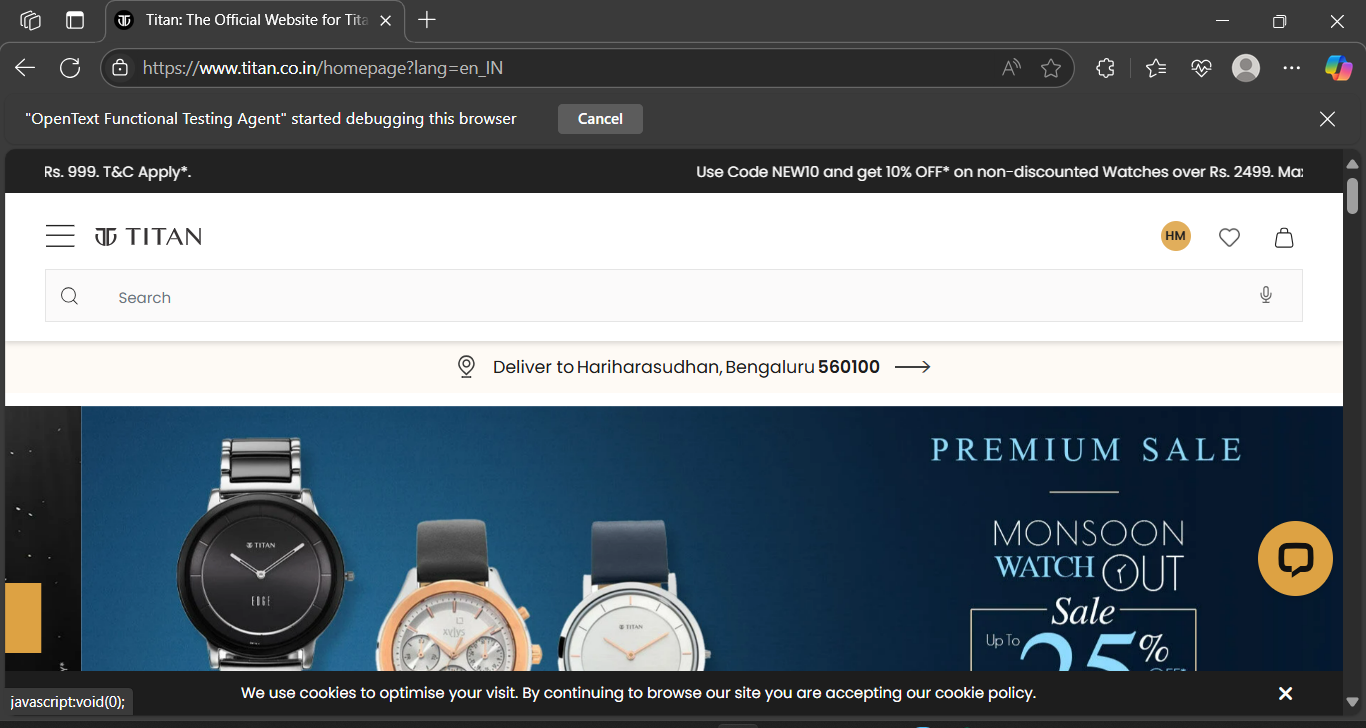 Titan: The Official Website for Tita
https://www.titan.co.in/homepage?lang=en_IN
"OpenText Functional Testing Agent" started debugging this browser
Cancel
Rs. 999. T&C Apply*.
Use Code NEW10 and get 10% OFF* on non-discounted Watches over Rs. 2499. Max
TITAN
HM
Search
Deliver to Hariharasudhan, Bengaluru 560100
PREMIUM SALE
MONSOON
WATCH OUT
Sale
Up To
25%
OFF*
TITAN
EDGE
xylys
TITAN
We use cookies to optimise your visit. By continuing to browse our site you are accepting our cookie policy.
javascript:void(0);